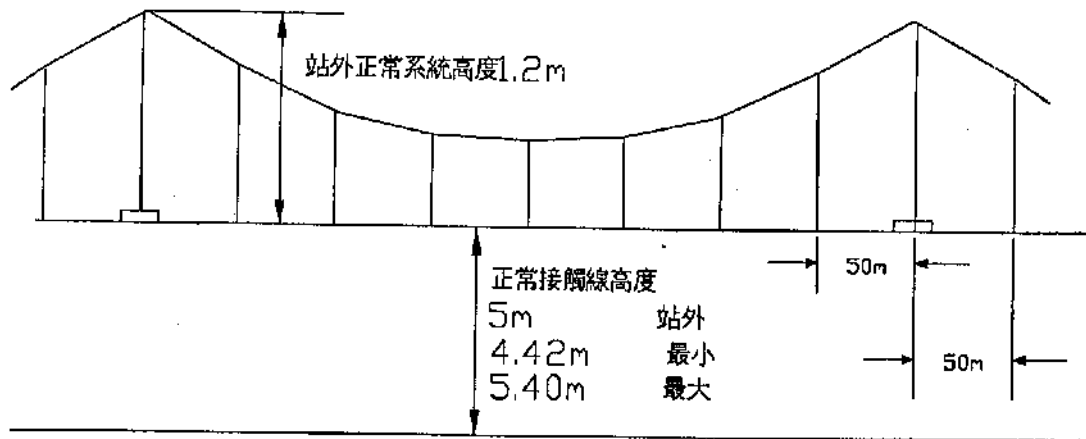 站外正常系統高度1.2m
50m
正常接觸線高度
5m 站外
4.42m 最小
5.40m 最大
50m